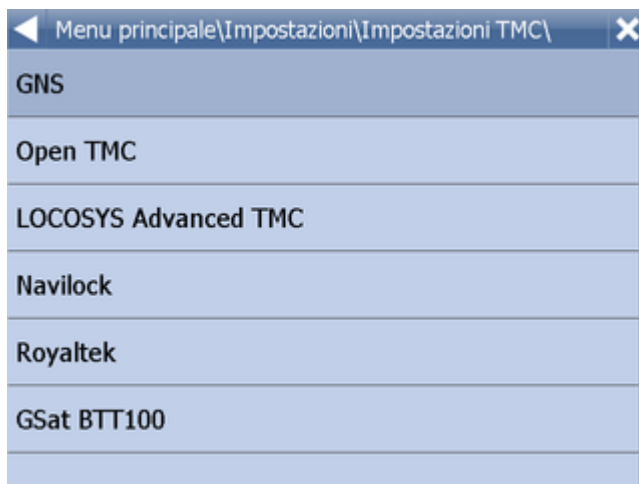 Menu principale\Impostazioni\Impostazioni TMC\
GNS
Open TMC
LOCOSYS Advanced TMC
Navilock
Royaltek
GSat BTT100